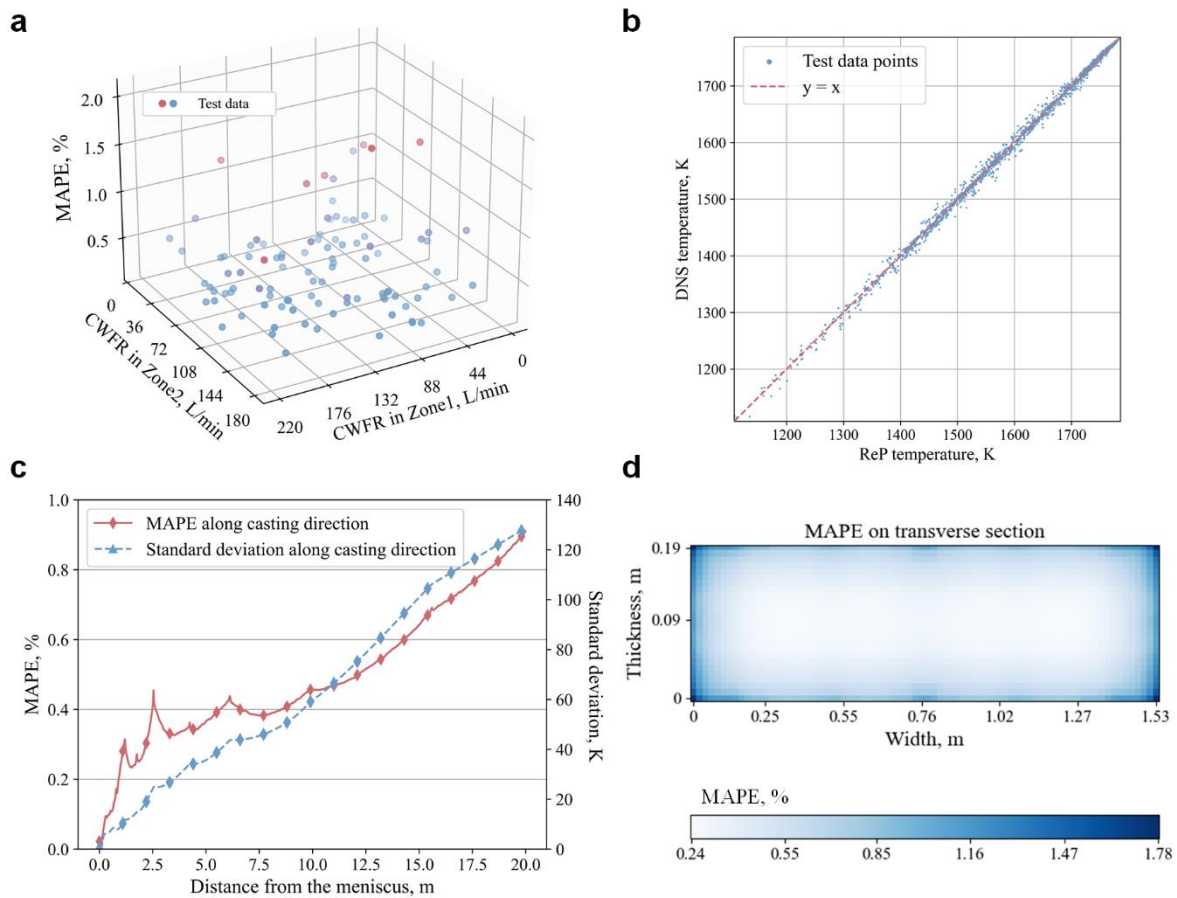 a
2.0
1.5
1.0
0.5
MAPE, %
Test data
0
36
72
108
144
180
CWFR in Zone2, L/min
220
176
132
88
44
0
CWFR in Zone1, L/min
b
Test data points
y = x
1700
1600
1500
1400
1300
1200
DNS temperature, K
1200 1300 1400 1500 1600 1700
ReP temperature, K
c
MAPE along casting direction
Standard deviation along casting direction
1.0
0.8
0.6
0.4
0.2
0.0
MAPE, %
140
120
100
80
60
40
20
0
Standard deviation, K
0.0 2.5 5.0 7.5 10.0 12.5 15.0 17.5 20.0
Distance from the meniscus, m
d
MAPE on transverse section
0.19
0.09
0
Thickness, m
0 0.25 0.55 0.76 1.02 1.27 1.53
Width, m
MAPE, %
0.24 0.55 0.85 1.16 1.47 1.78